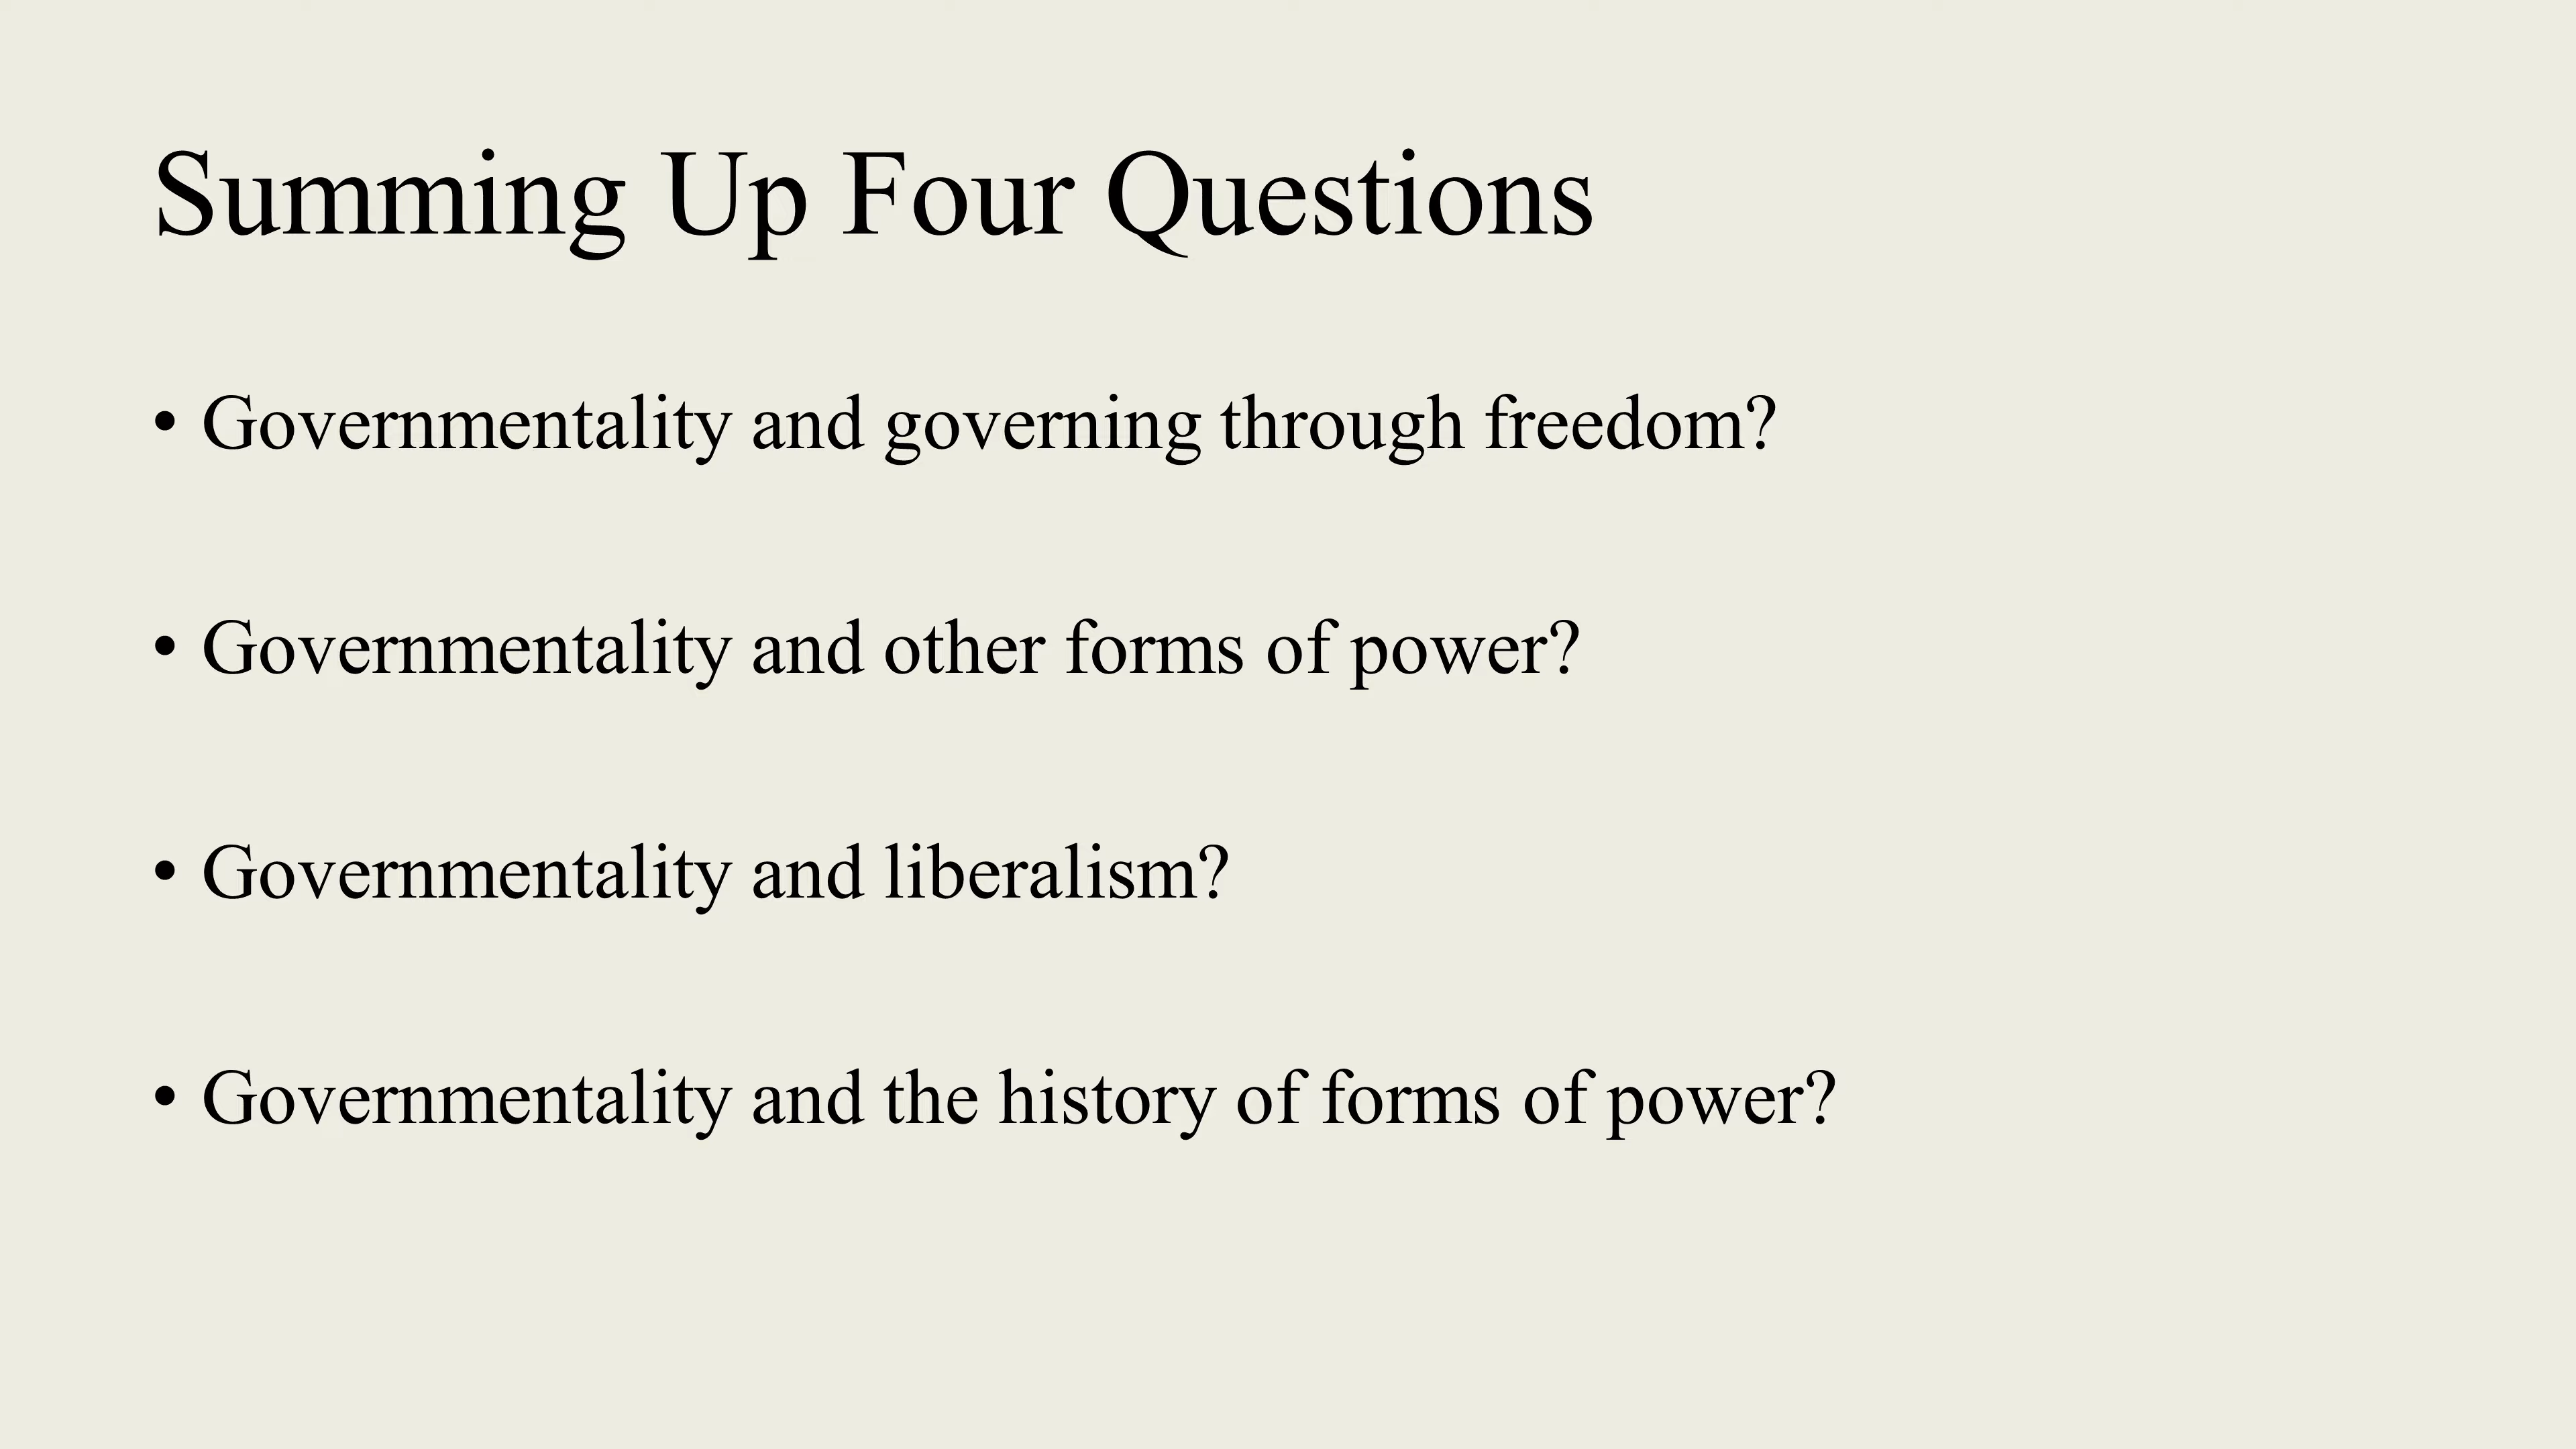 Summing Up Four Questions
• Governmentality and governing through freedom?
• Governmentality and other forms of power?
• Governmentality and liberalism?
• Governmentality and the history of forms of power?